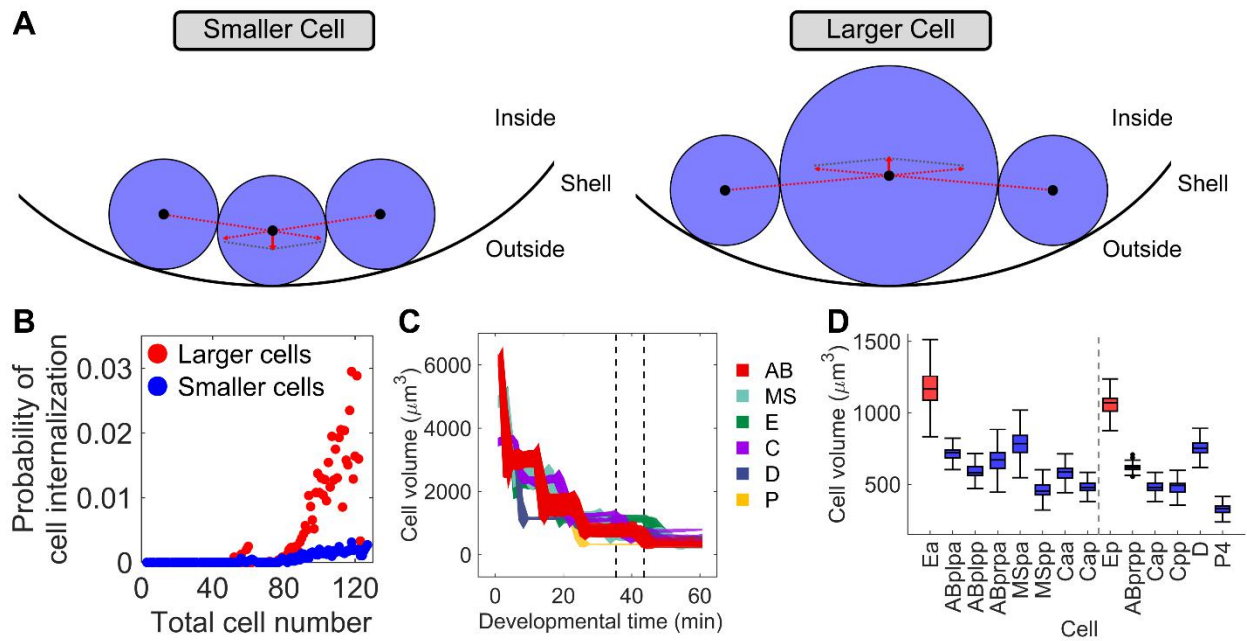 A
Smaller Cell
Larger Cell
Inside
Shell
Outside
Inside
Shell
Outside
B
Probability of
cell internalization
0.03
0.02
0.01
0
Larger cells
Smaller cells
0
40
80
120
Total cell number
C
Cell volume (μm³)
6000
4000
2000
0
0
20
40
60
Developmental time (min)
AB
MS
E
C
D
P
D
Cell volume (μm³)
1500
1000
500
Ea
ABplpa
ABplpp
ABprpa
MSpa
MSpp
Caa
Cap
Ep
ABprpp
Cap
Cpp
D
P4
Cell